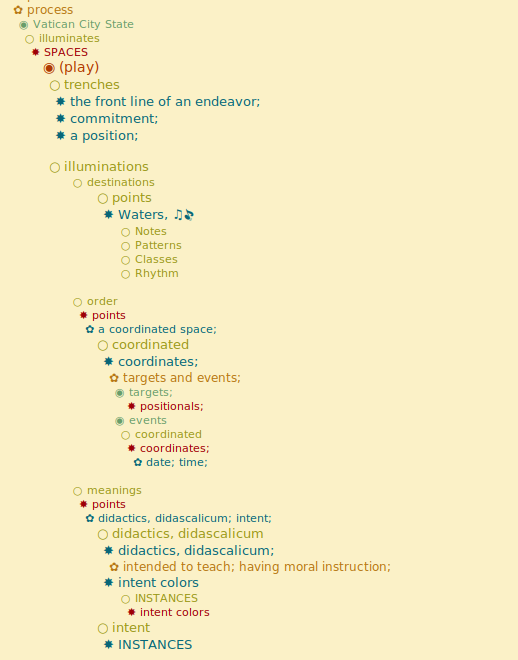 process
Vatican City State
illuminates
SPACES
(play)
trenches
the front line of an endeavor;
commitment;
a position;
illuminations
destinations
points
Waters, ♫
Notes
Patterns
Classes
Rhythm
order
points
a coordinated space;
coordinated
coordinates;
targets and events;
targets;
positionals;
events
coordinated
coordinates;
date; time;
meanings
points
didactics, didascalicum; intent;
didactics, didascalicum
didactics, didascalicum;
intended to teach; having moral instruction;
intent colors
INSTANCES
intent colors
intent
INSTANCES